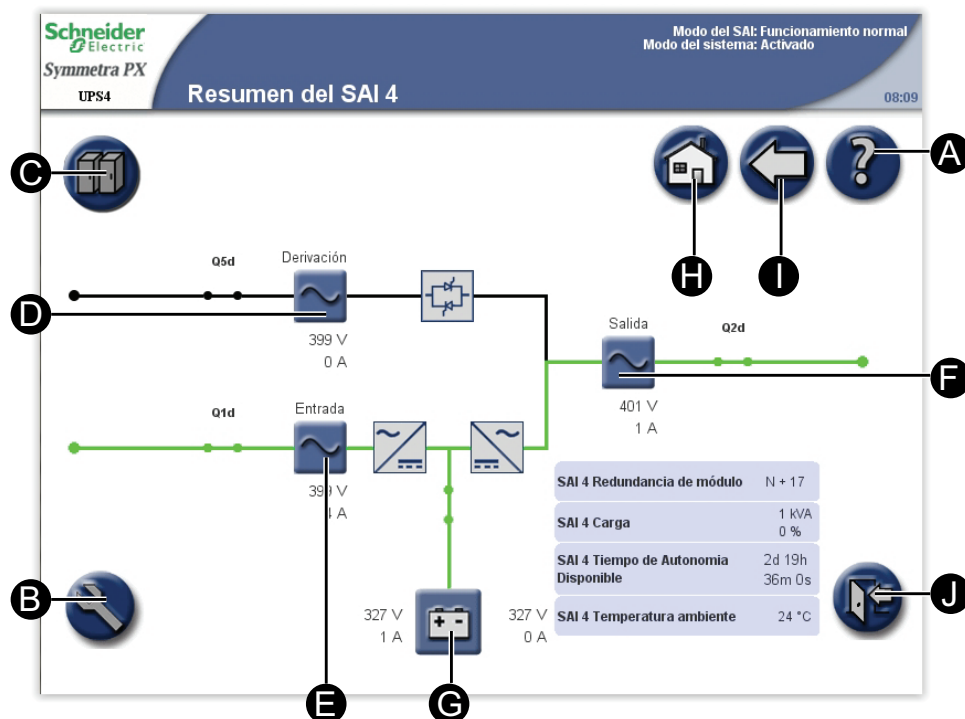 Schneider
Electric
Symmetra PX
UPS4
Resumen del SAI 4
Modo del SAI: Funcionamiento normal
Modo del sistema: Activado
08:09
C
H
I
A
Q5d
Derivación
D
399 V
0 A
Salida
Q2d
F
401 V
1 A
Q1d
Entrada
399 V
4 A
SAI 4 Redundancia de módulo N + 17
SAI 4 Carga 1 kVA
0 %
SAI 4 Tiempo de Autonomia
Disponible
2d 19h
36m 0s
SAI 4 Temperatura ambiente 24 °C
B
327 V
1 A
327 V
0 A
J
E
G